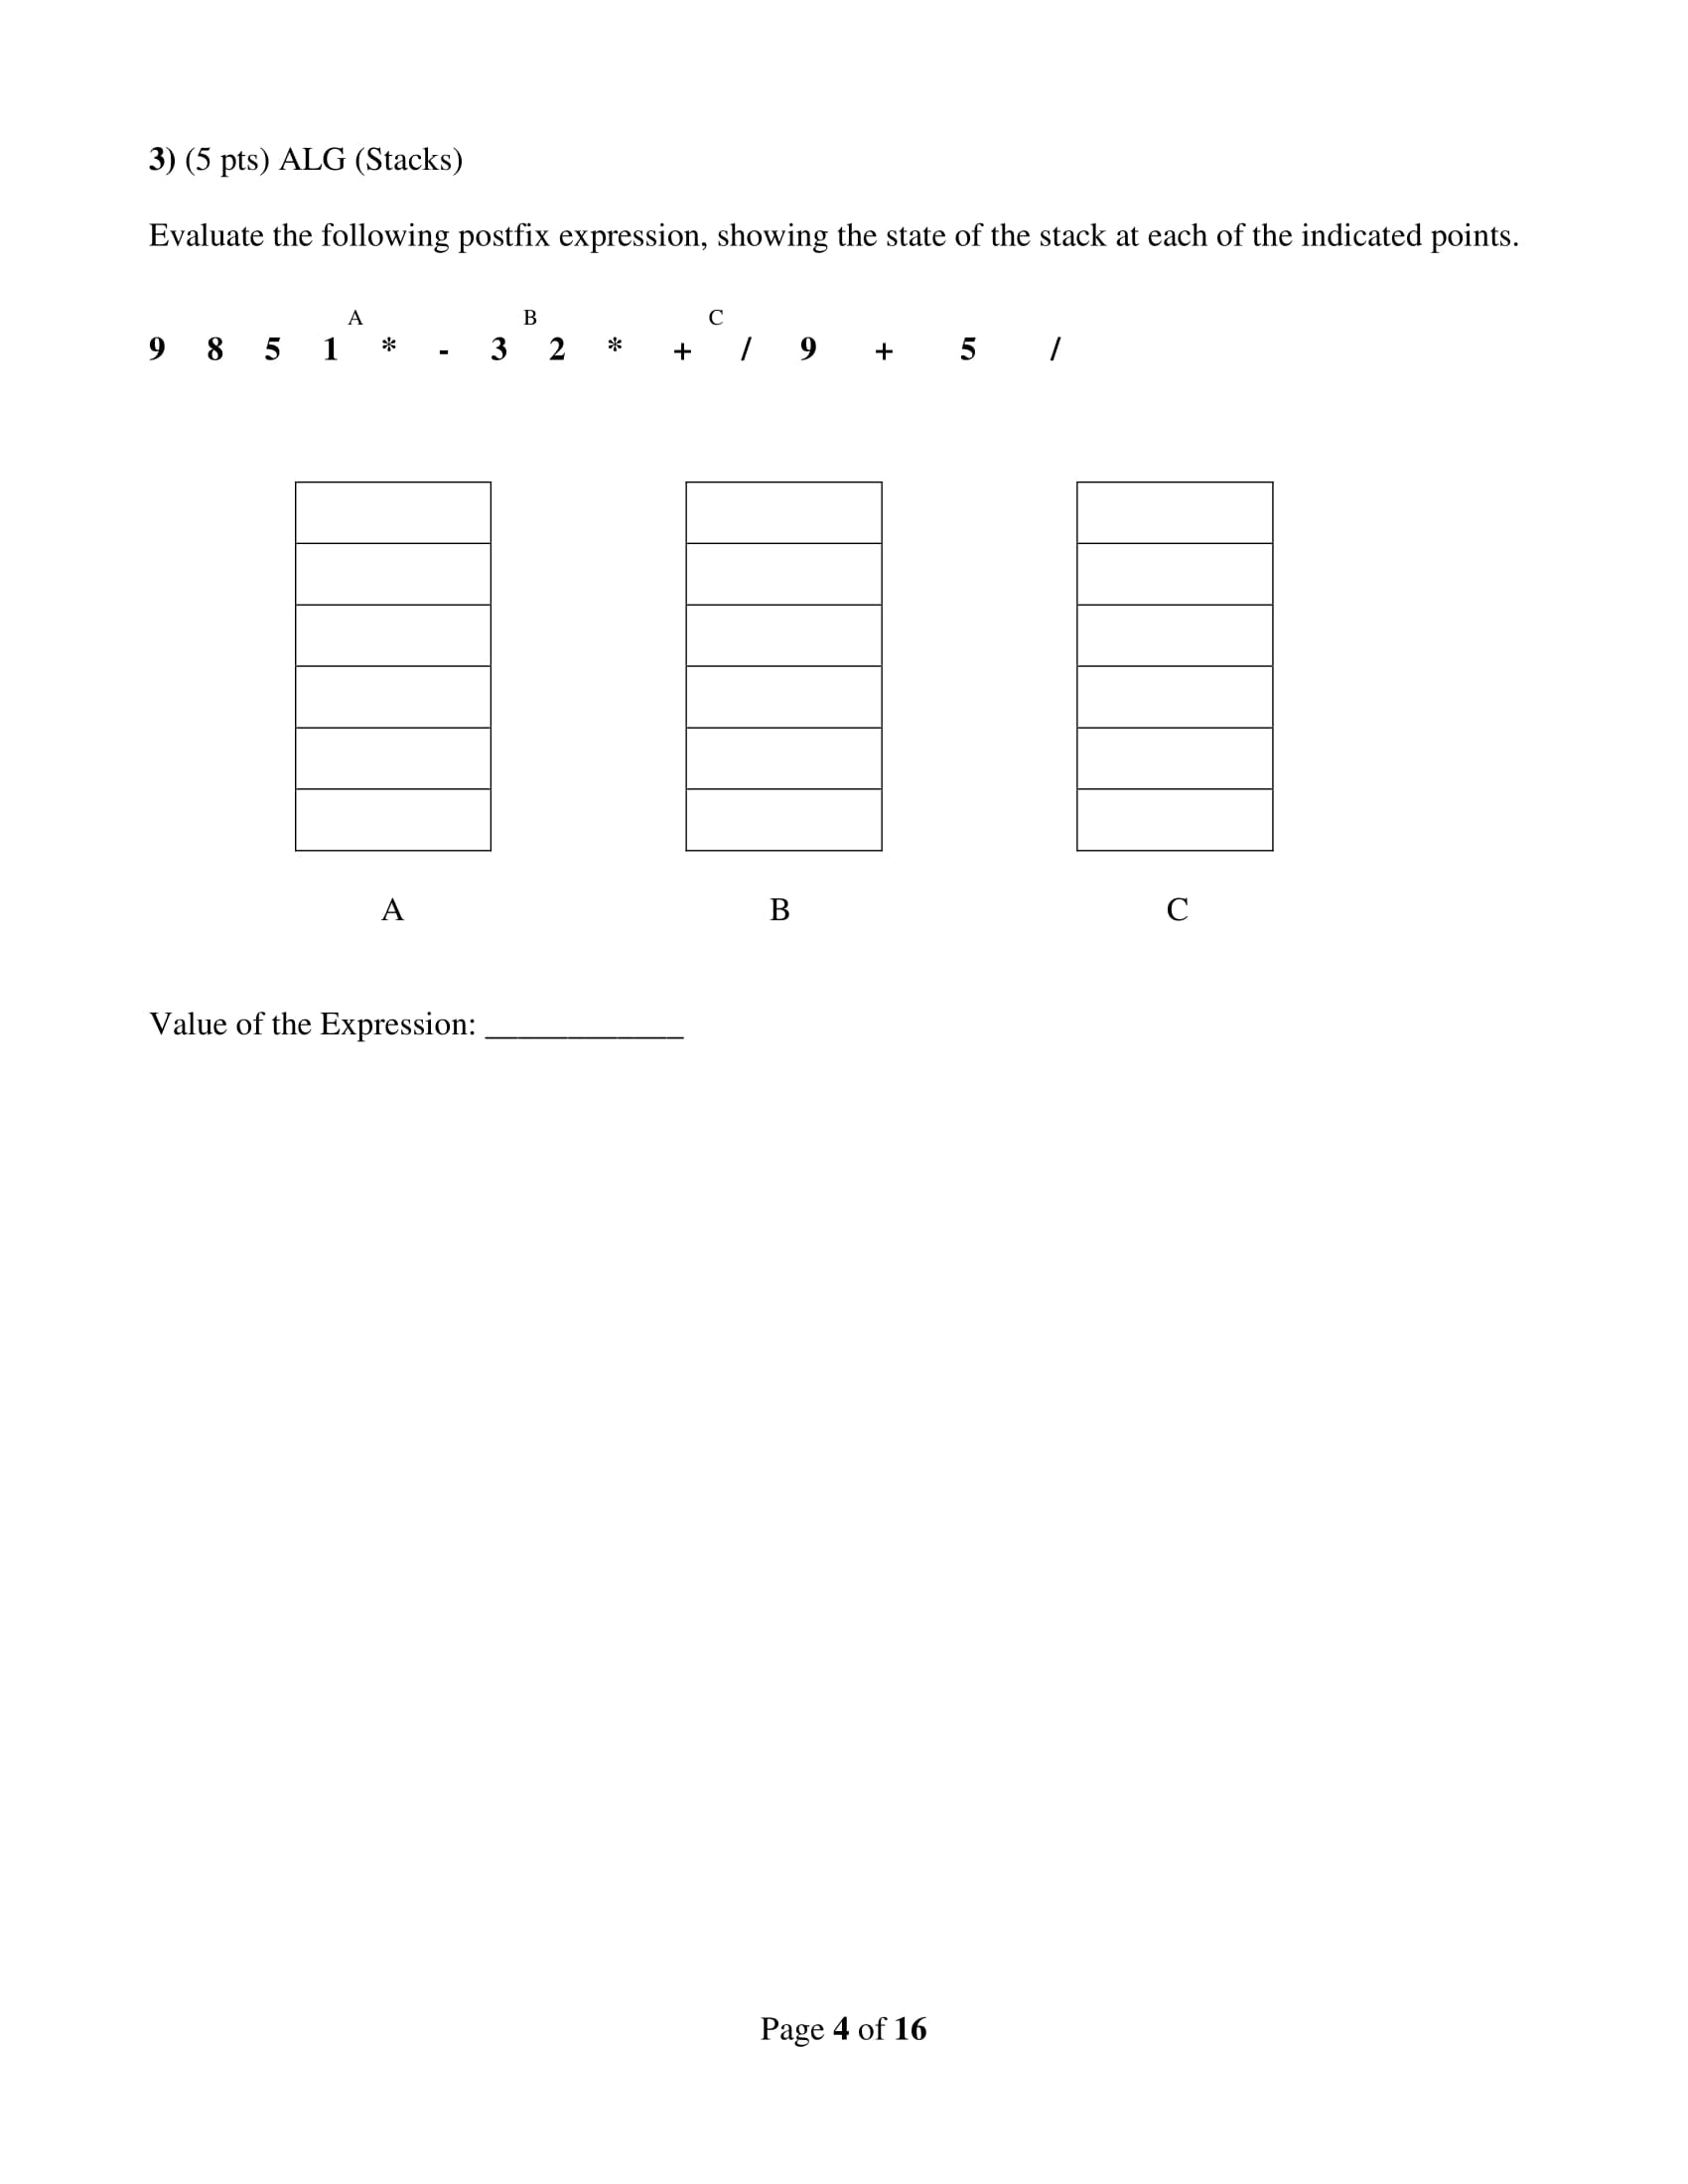 3) (5 pts) ALG (Stacks)
Evaluate the following postfix expression, showing the state of the stack at each of the indicated points.
A B C
9 8 5 1 * - 3 2 * + / 9 + 5 /
A B C
Value of the Expression: ____________
Page 4 of 16